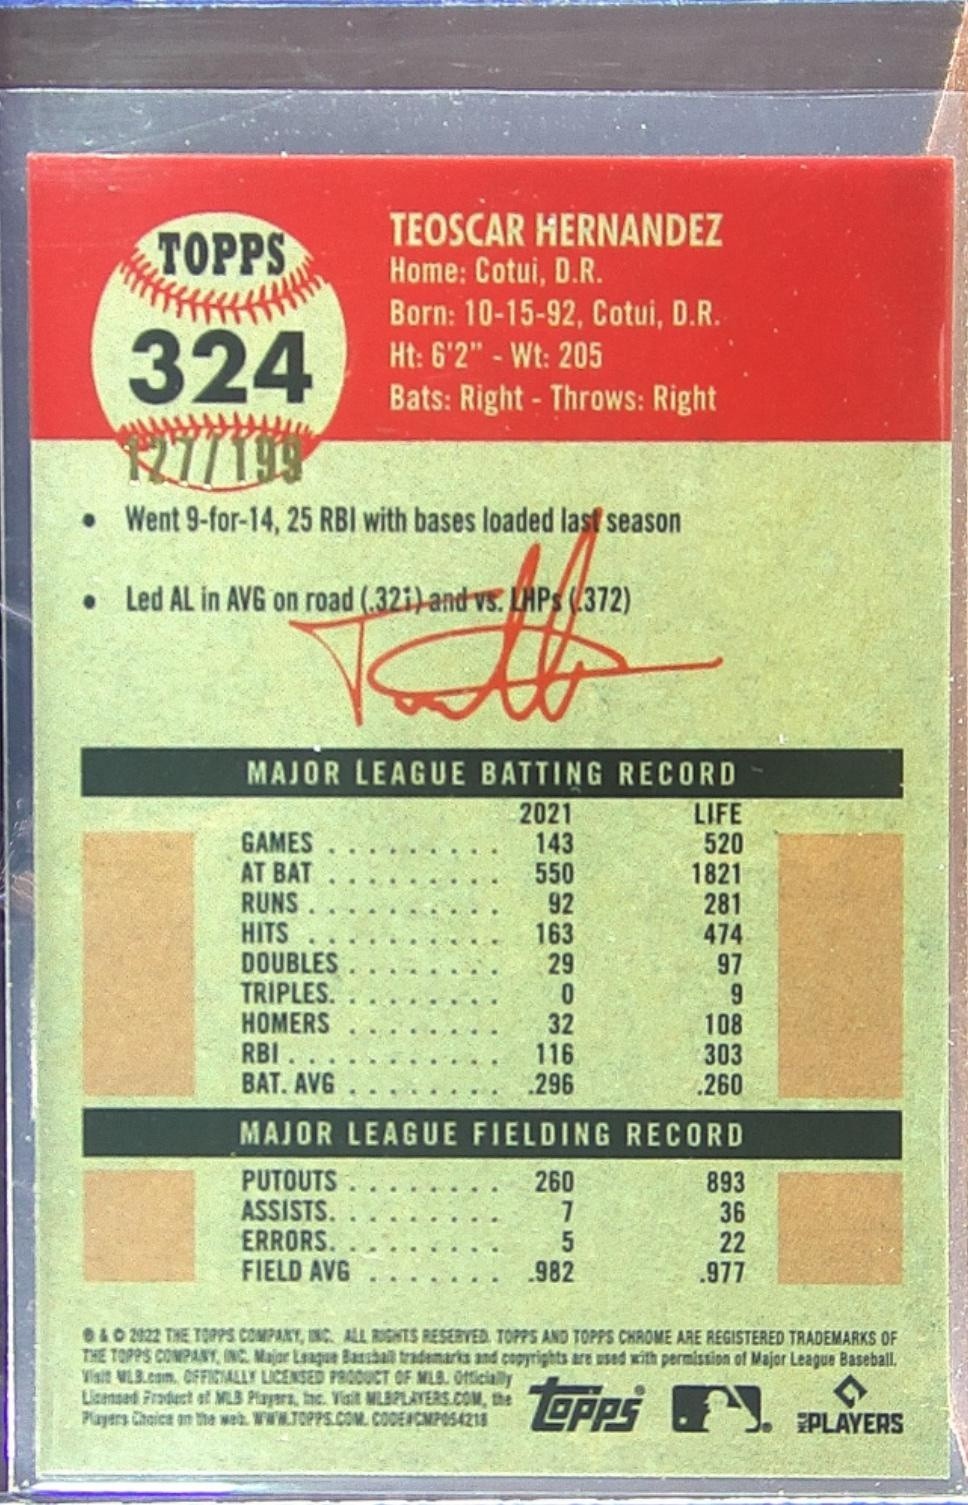 TOPPS
324
127/199
TEOSCAR HERNANDEZ
Home: Cotui, D.R.
Born: 10-15-92, Cotui, D.R.
Ht: 6'2" - Wt: 205
Bats: Right - Throws: Right
• Went 9-for-14, 25 RBI with bases loaded last season
• Led AL in AVG on road (.321) and vs. LHPs (.372)
MAJOR LEAGUE BATTING RECORD
2021 LIFE
GAMES . . . . . . . . . 143 520
AT BAT . . . . . . . . . 550 1821
RUNS . . . . . . . . . . 92 281
HITS . . . . . . . . . . 163 474
DOUBLES . . . . . . . . 29 97
TRIPLES. . . . . . . . . 0 9
HOMERS . . . . . . . . 32 108
RBI . . . . . . . . . . . 116 303
BAT. AVG . . . . . . . . .296 .260
MAJOR LEAGUE FIELDING RECORD
PUTOUTS . . . . . . . . 260 893
ASSISTS. . . . . . . . . 7 36
ERRORS. . . . . . . . . 5 22
FIELD AVG . . . . . . . .982 .977
® & © 2022 THE TOPPS COMPANY, INC. ALL RIGHTS RESERVED. TOPPS AND TOPPS CHROME ARE REGISTERED TRADEMARKS OF
THE TOPPS COMPANY, INC. Major League Baseball trademarks and copyrights are used with permission of Major League Baseball.
Visit MLB.com. OFFICIALLY LICENSED PRODUCT OF MLB. Officially
Licensed Product of MLB Players, Inc. Visit MLBPLAYERS.COM, the
Players Choice on the web. WWW.TOPPS.COM. CODE#CMP054218
Topps®
MLB PLAYERS